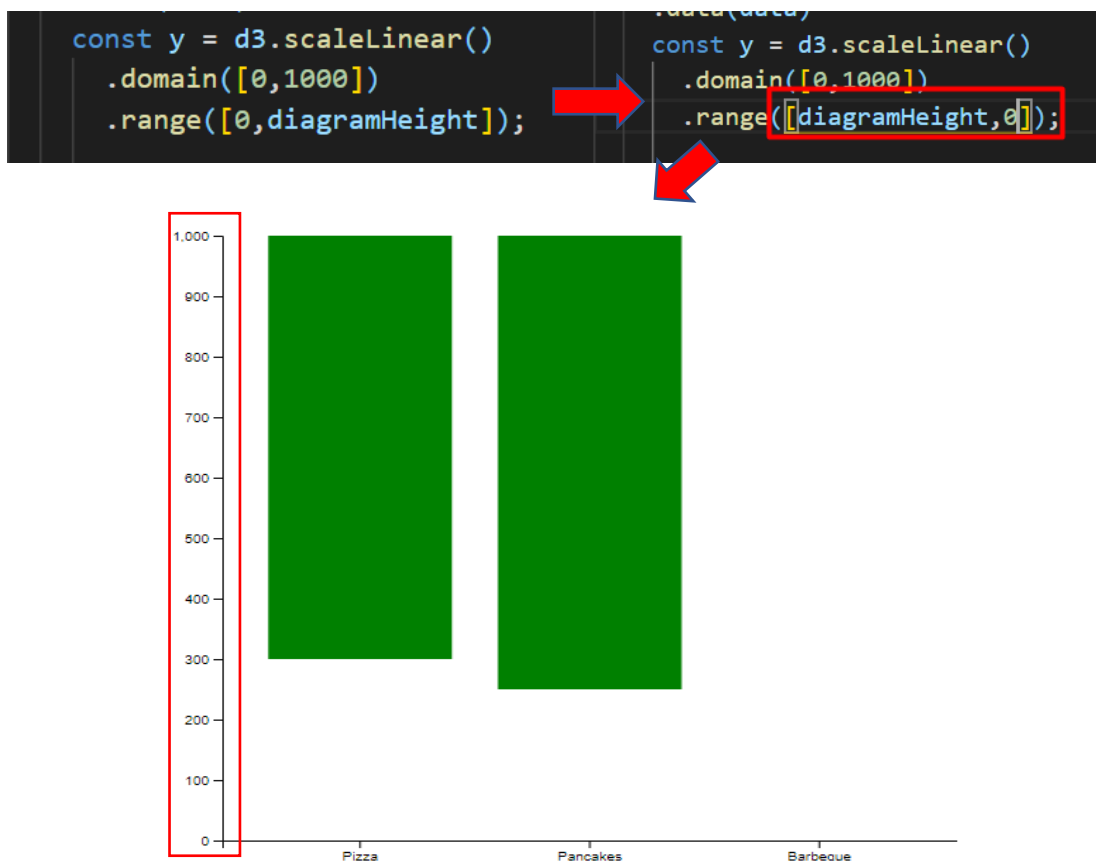 const y = d3.scaleLinear()
.domain([0,1000])
.range([0,diagramHeight]);
.data(data)
const y = d3.scaleLinear()
.domain([0,1000])
.range([diagramHeight,0]);
1,000
900
800
700
600
500
400
300
200
100
0
Pizza Pancakes Barbeque